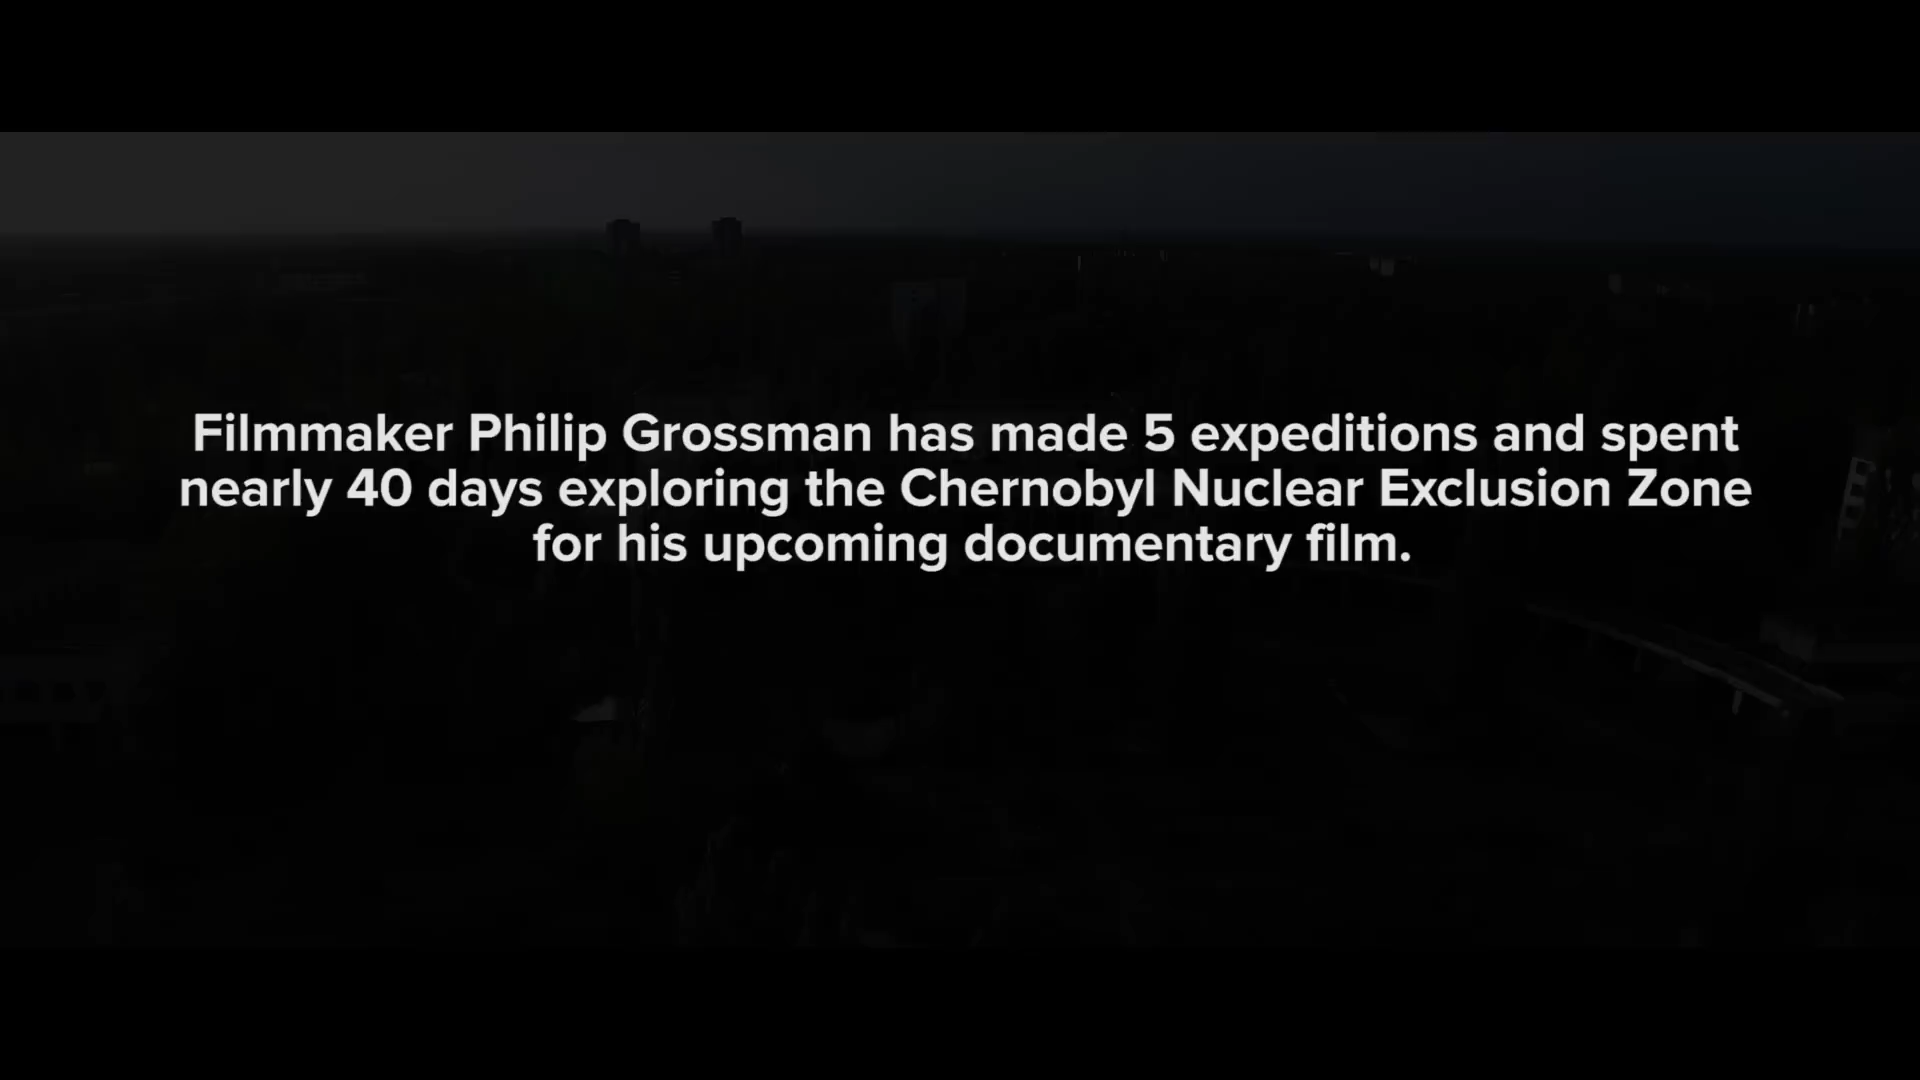 Filmmaker Philip Grossman has made 5 expeditions and spent
nearly 40 days exploring the Chernobyl Nuclear Exclusion Zone
for his upcoming documentary film.